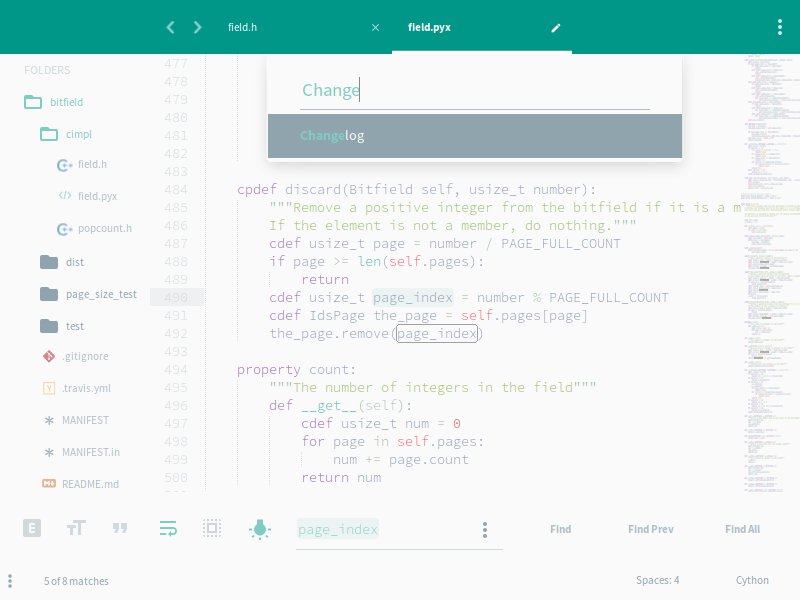 field.h
field.pyx
FOLDERS
bitfield
cimpl
field.h
field.pyx
popcount.h
dist
page_size_test
test
.gitignore
.travis.yml
MANIFEST
MANIFEST.in
README.md
Change
Changelog
477
478
479
480
481
482
483
484 cpdef discard(Bitfield self, usize_t number):
485 """Remove a positive integer from the bitfield if it is a m
486 If the element is not a member, do nothing."""
487 cdef usize_t page = number / PAGE_FULL_COUNT
488 if page >= len(self.pages):
489 return
490 cdef usize_t page_index = number % PAGE_FULL_COUNT
491 cdef IdsPage the_page = self.pages[page]
492 the_page.remove(page_index)
493
494 property count:
495 """The number of integers in the field"""
496 def __get__(self):
497 cdef usize_t num = 0
498 for page in self.pages:
499 num += page.count
500 return num
E
page_index
Find
Find Prev
Find All
5 of 8 matches
Spaces: 4
Cython